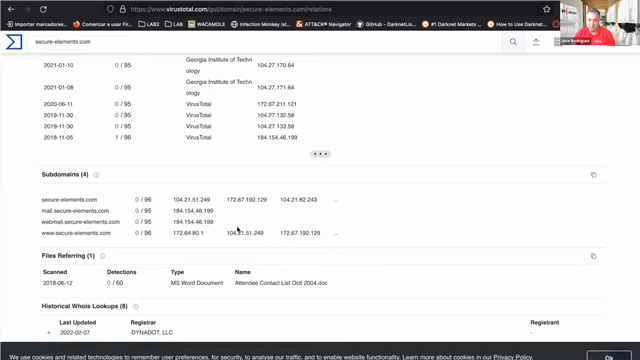 https://www.virustotal.com/gui/domain/secure-elements.com/relations
Importar marcadores... Comenzar a usar Firef... LAB2 LAB WACAMOLE Infection Monkey ISl... ATT&CK® Navigator GitHub - DarknetList... #1 Darknet Markets ... How to Use Darknet...
secure-elements.com
Jose Rodriguez
2021-01-10 0 / 95 Georgia Institute of Techn ology 104.27.170.64
2021-01-08 0 / 95 Georgia Institute of Techn ology 104.27.171.64
2020-06-11 0 / 95 VirusTotal 172.67.211.121
2019-11-30 0 / 95 VirusTotal 104.27.132.58
2019-11-30 0 / 95 VirusTotal 104.27.133.58
2018-11-05 1 / 96 VirusTotal 184.154.46.199
Subdomains (4)
secure-elements.com 0 / 96 104.21.51.249 172.67.192.129 104.21.82.243 ...
mail.secure-elements.com 0 / 95 184.154.46.199
webmail.secure-elements.com 0 / 95 184.154.46.199
www.secure-elements.com 0 / 96 172.64.80.1 104.21.51.249 172.67.192.129 ...
Files Referring (1)
Scanned Detections Type Name
2018-06-12 0 / 60 MS Word Document Attendee Contact List Oct 2004.doc
Historical Whois Lookups (8)
Last Updated Registrar Registrant
+ 2022-02-07 DYNADOT, LLC -
We use cookies and related technologies to remember user preferences, for security, to analyse our traffic, and to enable website functionality. Learn more about cookies in our Privacy Policy. Ok